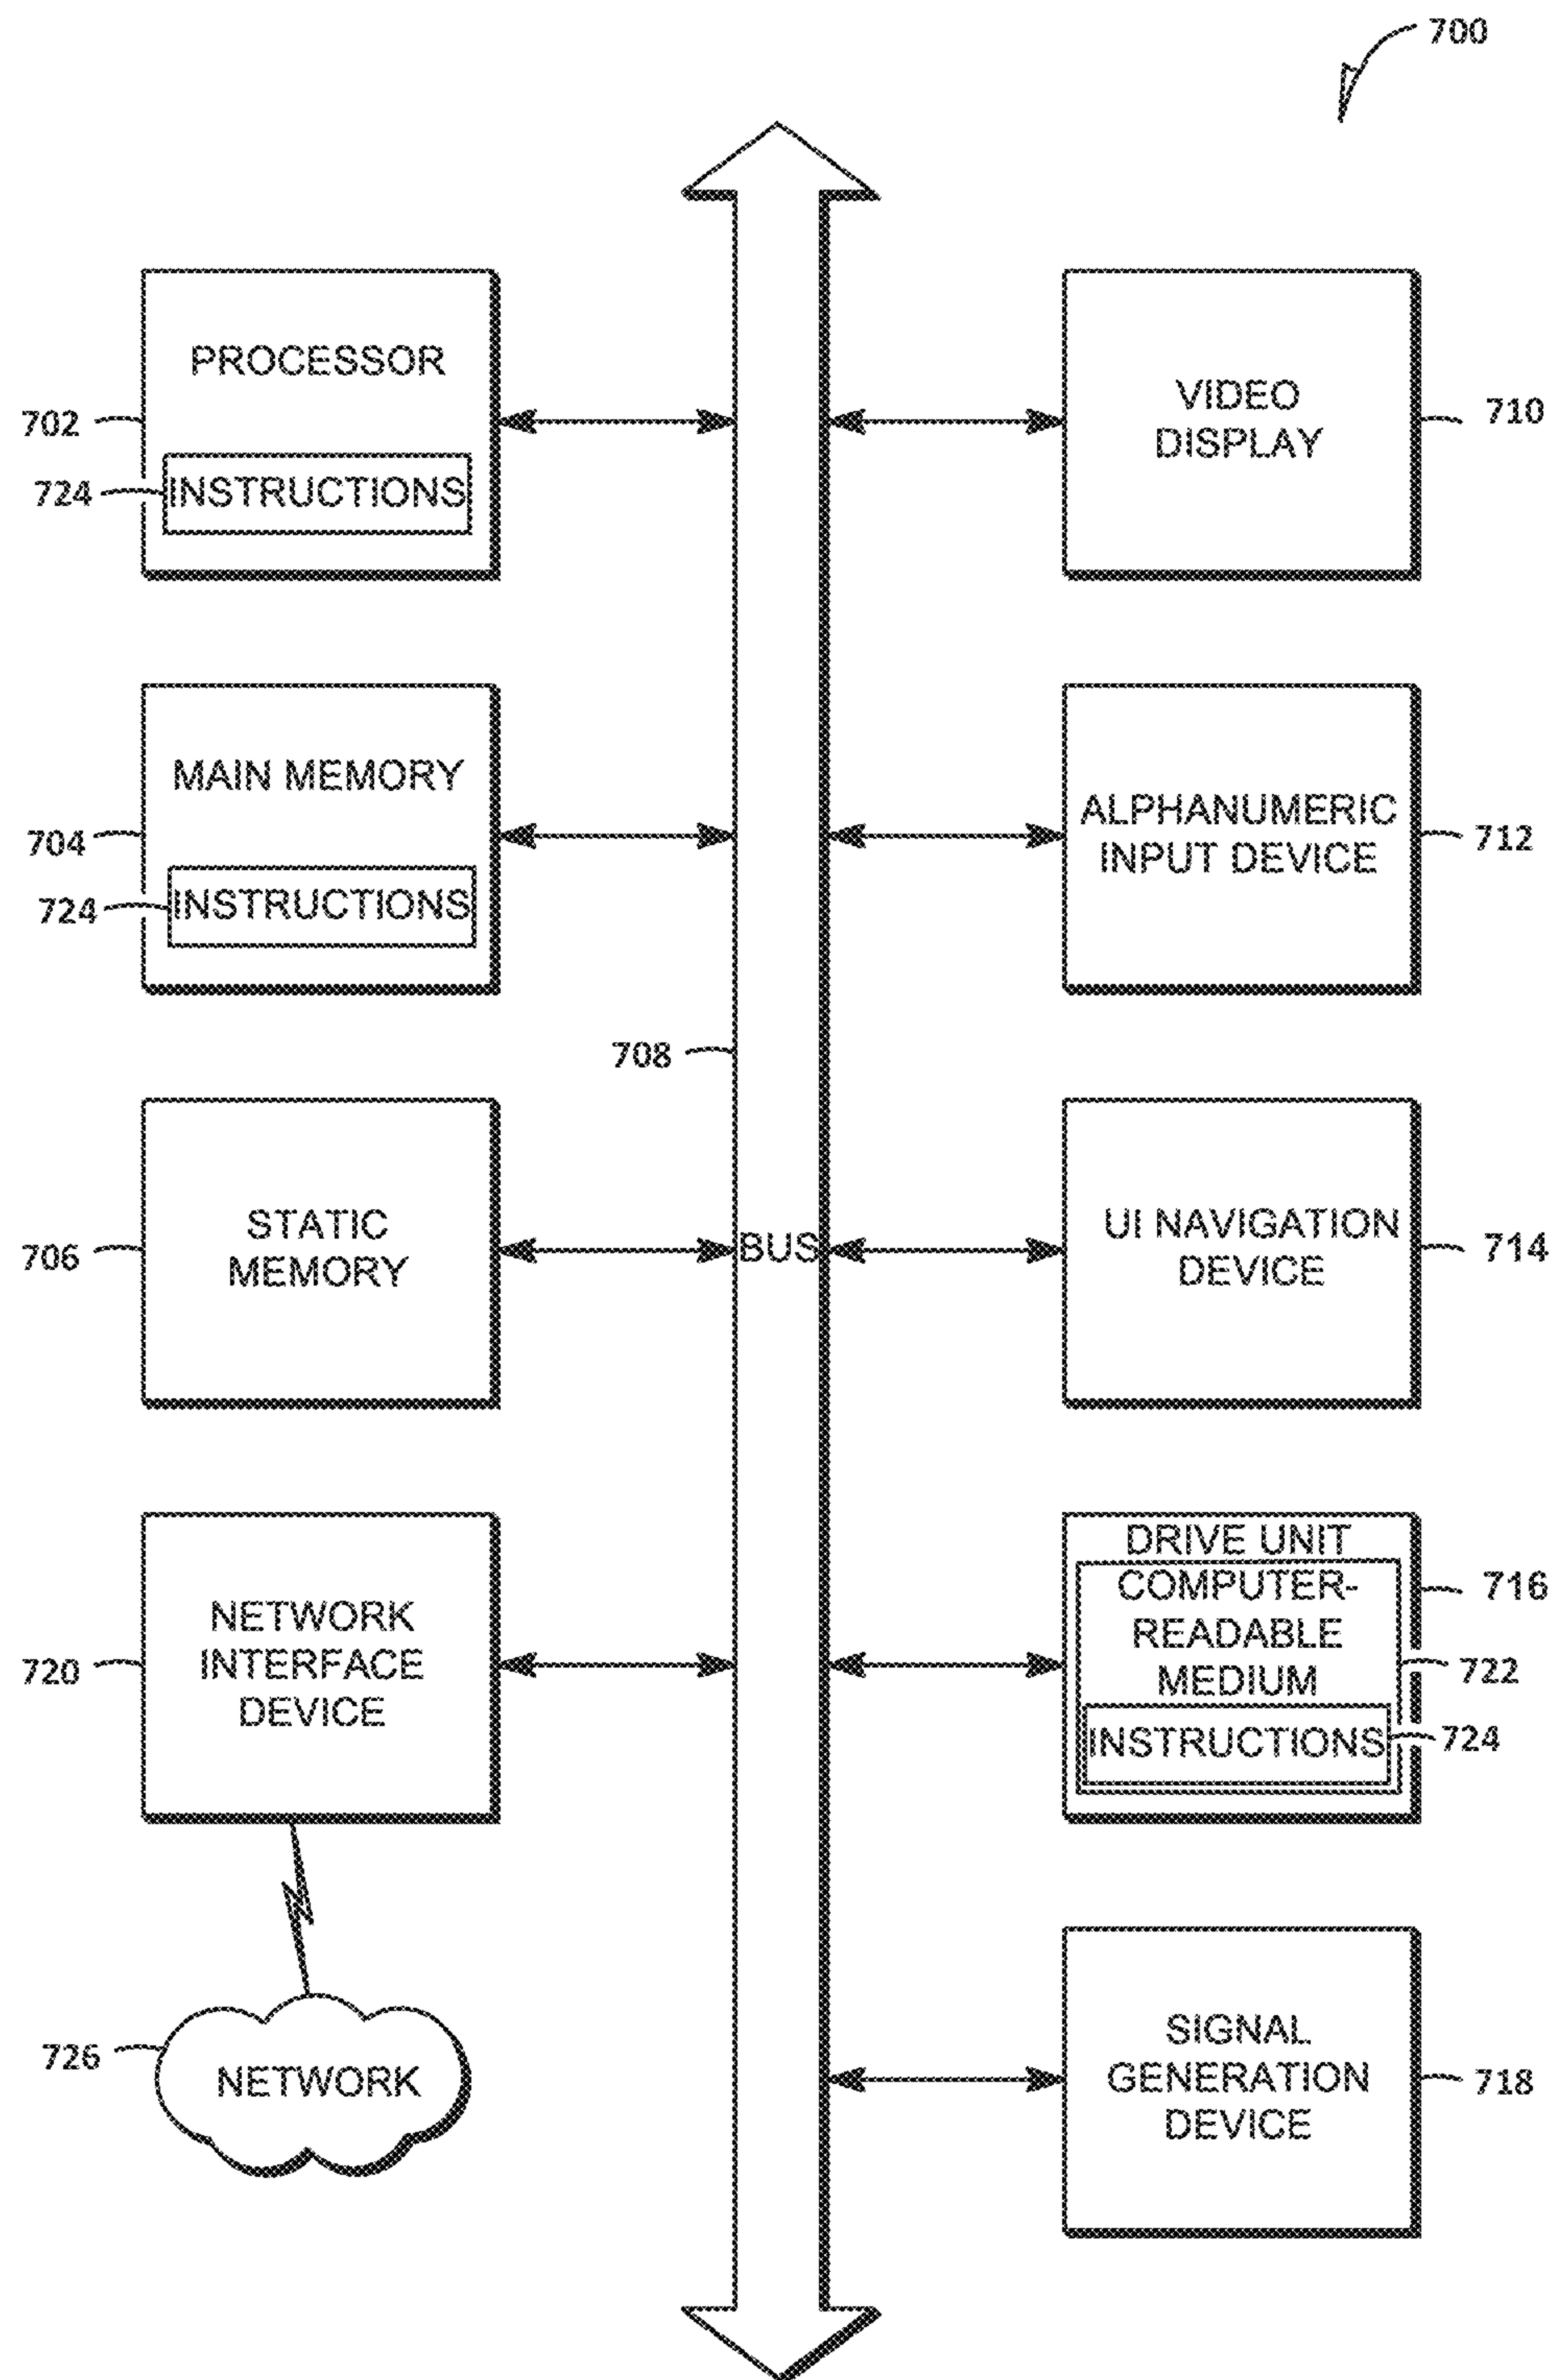 700
PROCESSOR
702
724
INSTRUCTIONS
VIDEO
DISPLAY
710
MAIN MEMORY
704
724
INSTRUCTIONS
ALPHANUMERIC
INPUT DEVICE
712
708
STATIC
MEMORY
706
BUS
UI NAVIGATION
DEVICE
714
NETWORK
INTERFACE
DEVICE
720
DRIVE UNIT
COMPUTER-
READABLE
MEDIUM
716
722
INSTRUCTIONS
724
726
NETWORK
SIGNAL
GENERATION
DEVICE
718